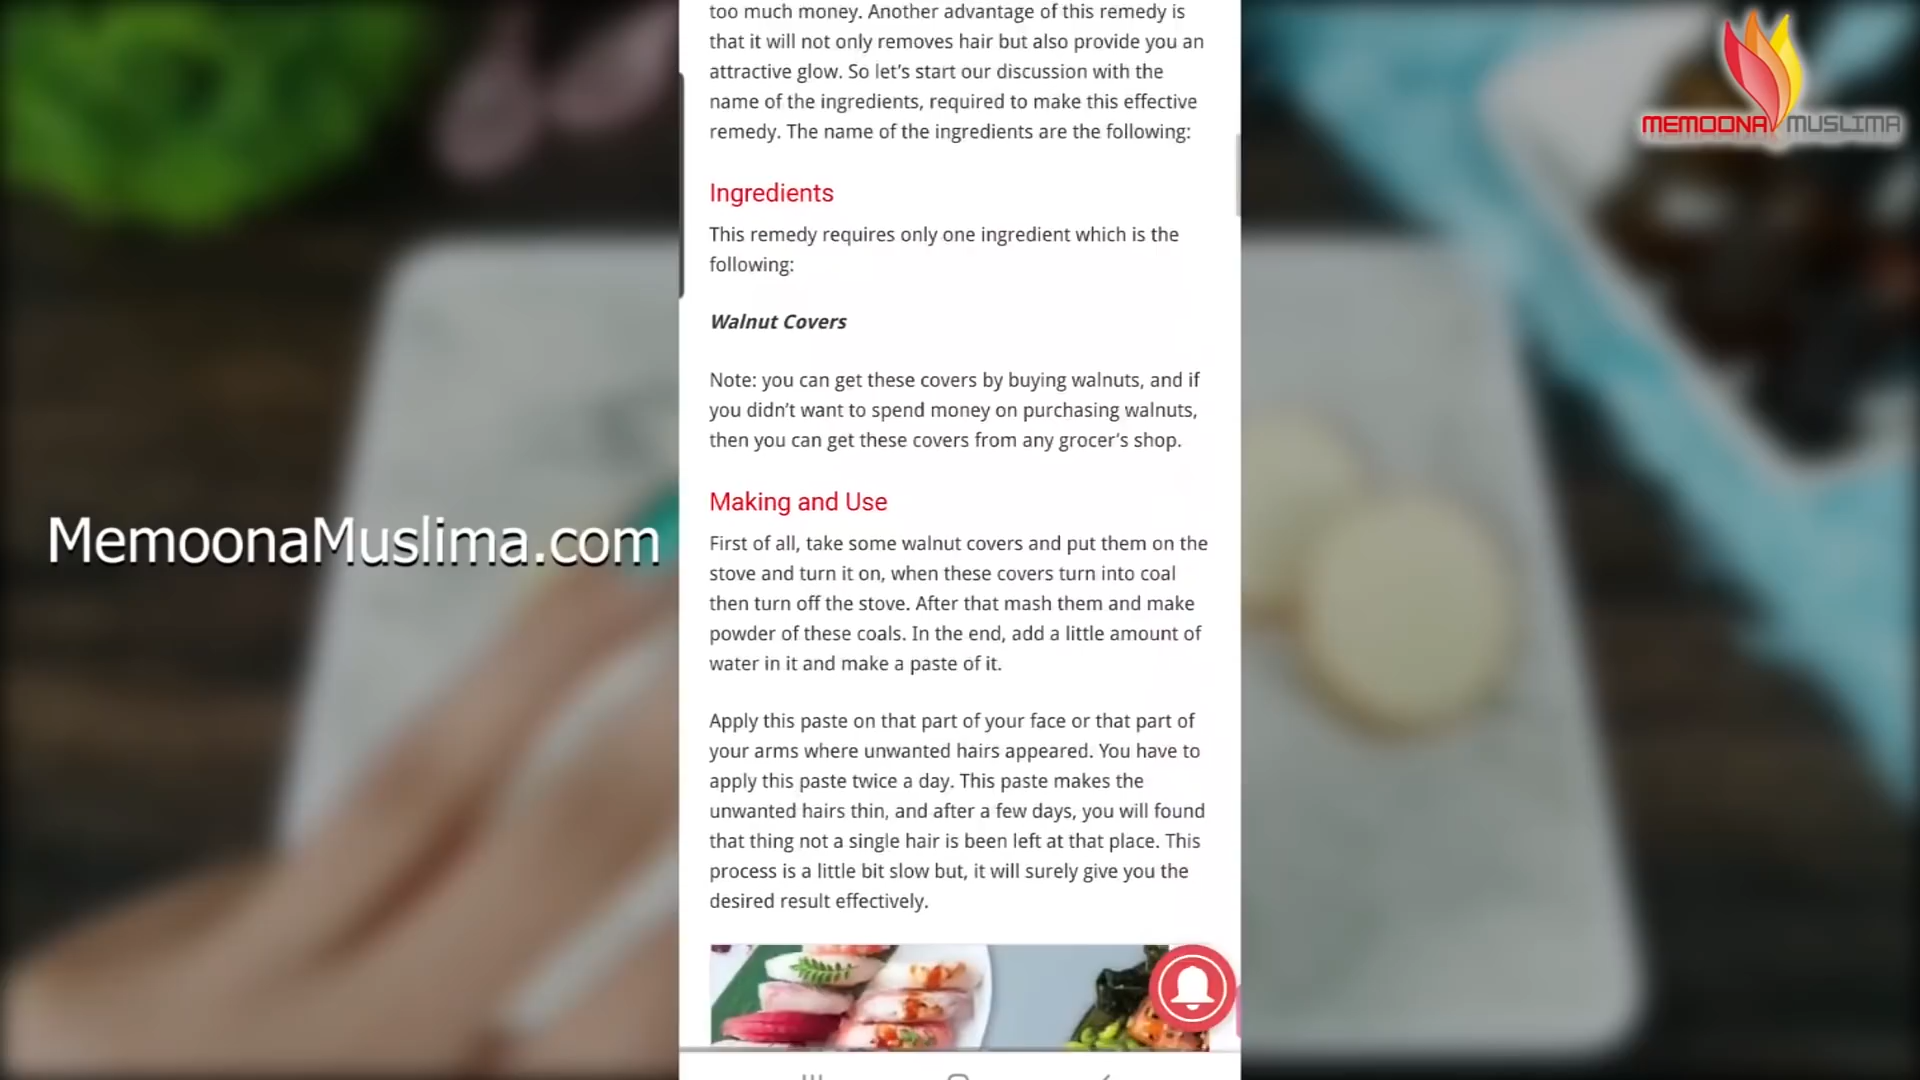 too much money. Another advantage of this remedy is
that it will not only removes hair but also provide you an
attractive glow. So let’s start our discussion with the
name of the ingredients, required to make this effective
remedy. The name of the ingredients are the following:
MEMOONA MUSLIMA
Ingredients
This remedy requires only one ingredient which is the
following:
Walnut Covers
Note: you can get these covers by buying walnuts, and if
you didn’t want to spend money on purchasing walnuts,
then you can get these covers from any grocer’s shop.
Making and Use
MemoonaMuslima.com
First of all, take some walnut covers and put them on the
stove and turn it on, when these covers turn into coal
then turn off the stove. After that mash them and make
powder of these coals. In the end, add a little amount of
water in it and make a paste of it.
Apply this paste on that part of your face or that part of
your arms where unwanted hairs appeared. You have to
apply this paste twice a day. This paste makes the
unwanted hairs thin, and after a few days, you will found
that thing not a single hair is been left at that place. This
process is a little bit slow but, it will surely give you the
desired result effectively.